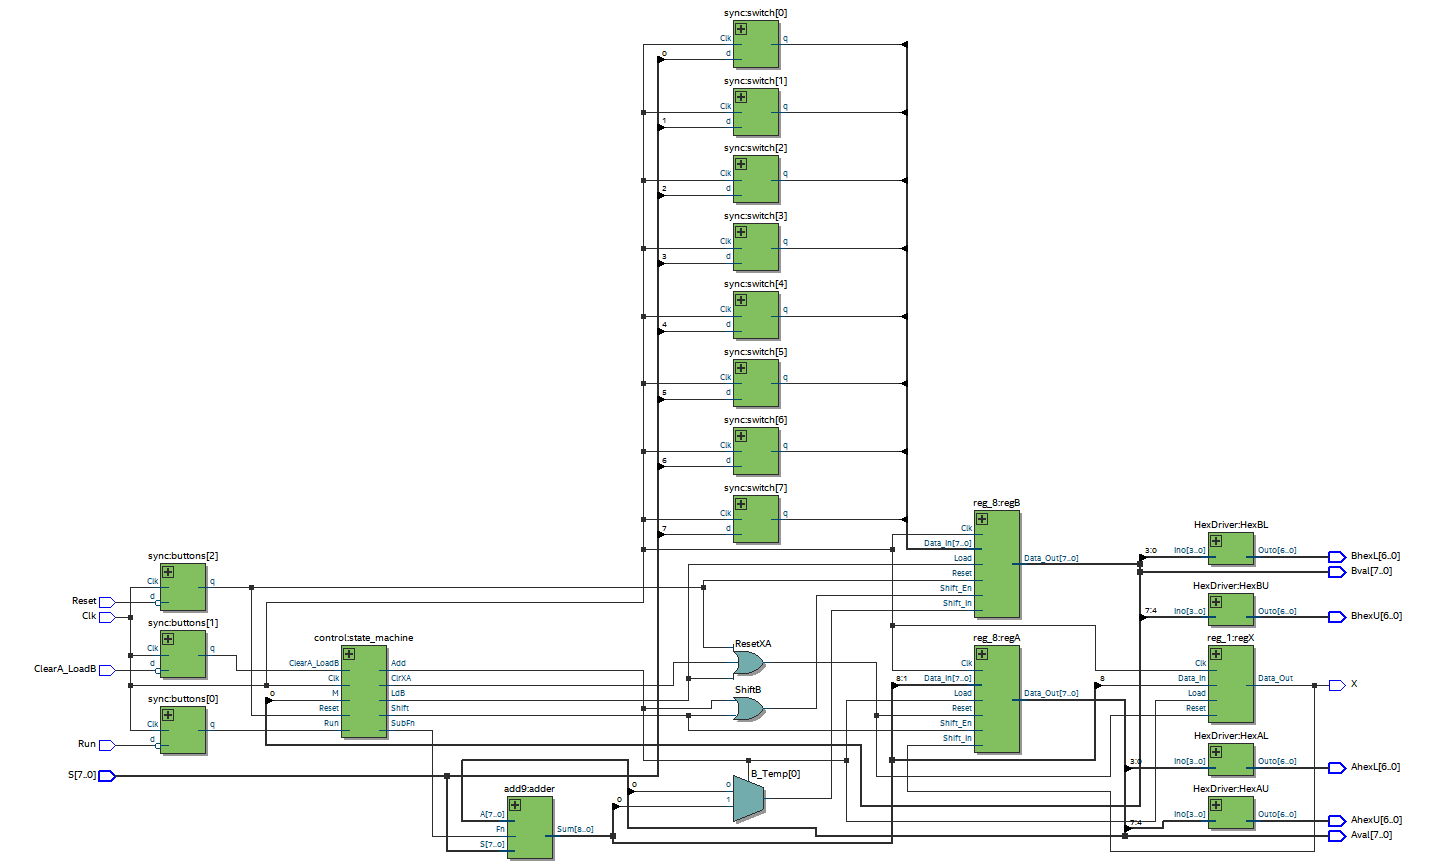 sync:switch[0]
Clk
d
q
0
sync:switch[1]
Clk
d
q
1
sync:switch[2]
Clk
d
q
2
sync:switch[3]
Clk
d
q
3
sync:switch[4]
Clk
d
q
4
sync:switch[5]
Clk
d
q
5
sync:switch[6]
Clk
d
q
6
sync:switch[7]
Clk
d
q
7
sync:buttons[2]
Clk
d
q
sync:buttons[1]
Clk
d
q
sync:buttons[0]
Clk
d
q
Reset
Clk
ClearA_LoadB
Run
S[7..0]
control:state_machine
ClearA_LoadB
Clk
M
Reset
Run
0
Add
ClrXA
LdB
Shift
SubFn
add9:adder
A[7..0]
Fn
S[7..0]
Sum[8..0]
ResetXA
ShiftB
B_Temp[0]
0
1
0
0
reg_8:regB
Clk
Data_In[7..0]
Load
Reset
Shift_En
Shift_In
Data_Out[7..0]
reg_8:regA
Clk
Data_In[7..0]
Load
Reset
Shift_En
Shift_In
Data_Out[7..0]
8:1
HexDriver:HexBL
3:0
In0[3..0]
Out0[6..0]
BhexL[6..0]
Bval[7..0]
HexDriver:HexBU
7:4
In0[3..0]
Out0[6..0]
BhexU[6..0]
reg_1:regX
Clk
Data_In
Load
Reset
Data_Out
8
X
HexDriver:HexAL
3:0
In0[3..0]
Out0[6..0]
AhexL[6..0]
HexDriver:HexAU
7:4
In0[3..0]
Out0[6..0]
AhexU[6..0]
Aval[7..0]